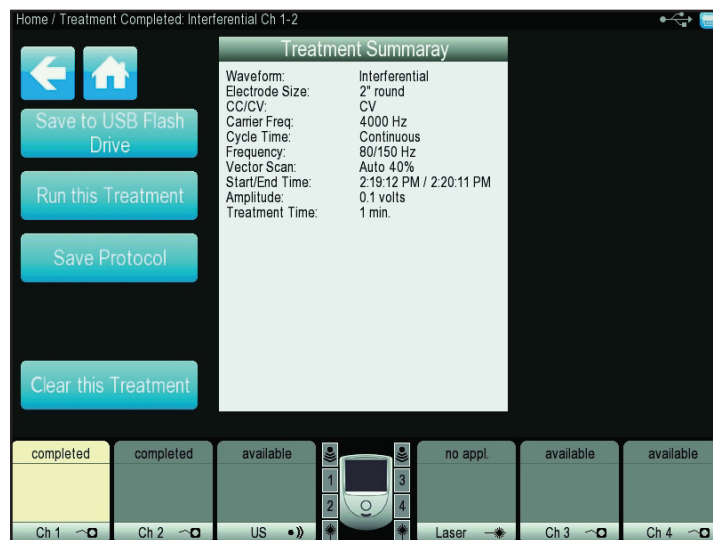 Home / Treatment Completed: Interferential Ch 1-2
Treatment Summaray
Save to USB Flash
Drive
Run this Treatment
Save Protocol
Clear this Treatment
Waveform: Interferential
Electrode Size: 2" round
CC/CV: CV
Carrier Freq: 4000 Hz
Cycle Time: Continuous
Frequency: 80/150 Hz
Vector Scan: Auto 40%
Start/End Time: 2:19:12 PM / 2:20:11 PM
Amplitude: 0.1 volts
Treatment Time: 1 min.
completed completed available no appl. available available
1 3
2 4
Ch 1 Ch 2 US Laser Ch 3 Ch 4